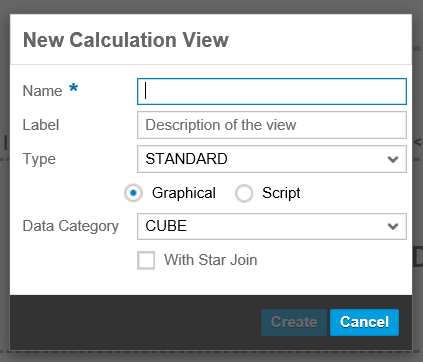 New Calculation View
Name *
Label Description of the view
Type STANDARD
Graphical Script
Data Category CUBE
With Star Join
Create Cancel